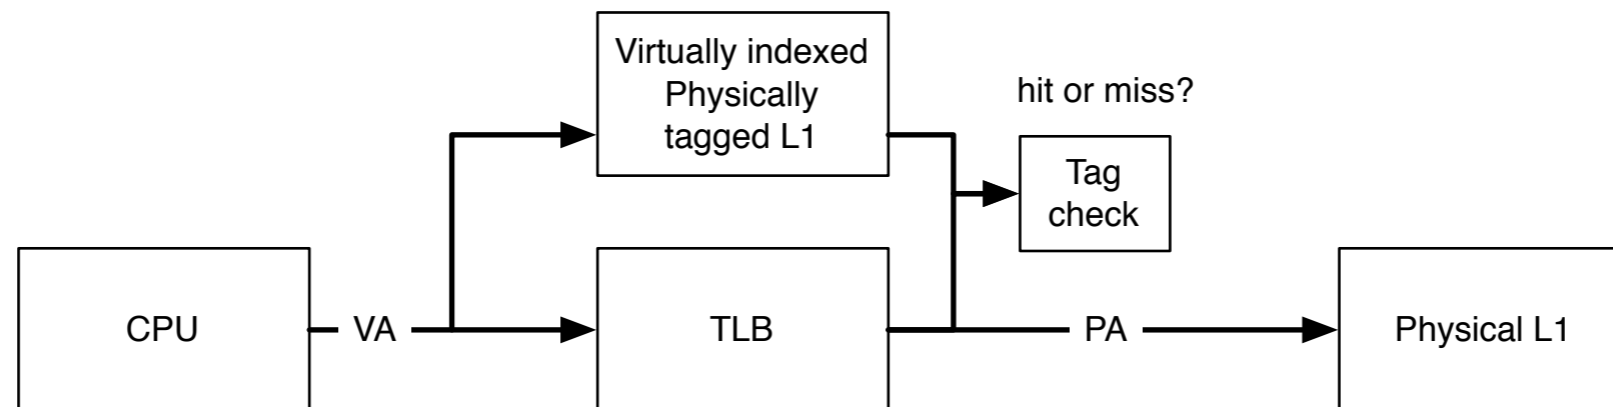 Virtually indexed
Physically
tagged L1
hit or miss?
Tag
check
CPU
VA
TLB
PA
Physical L1